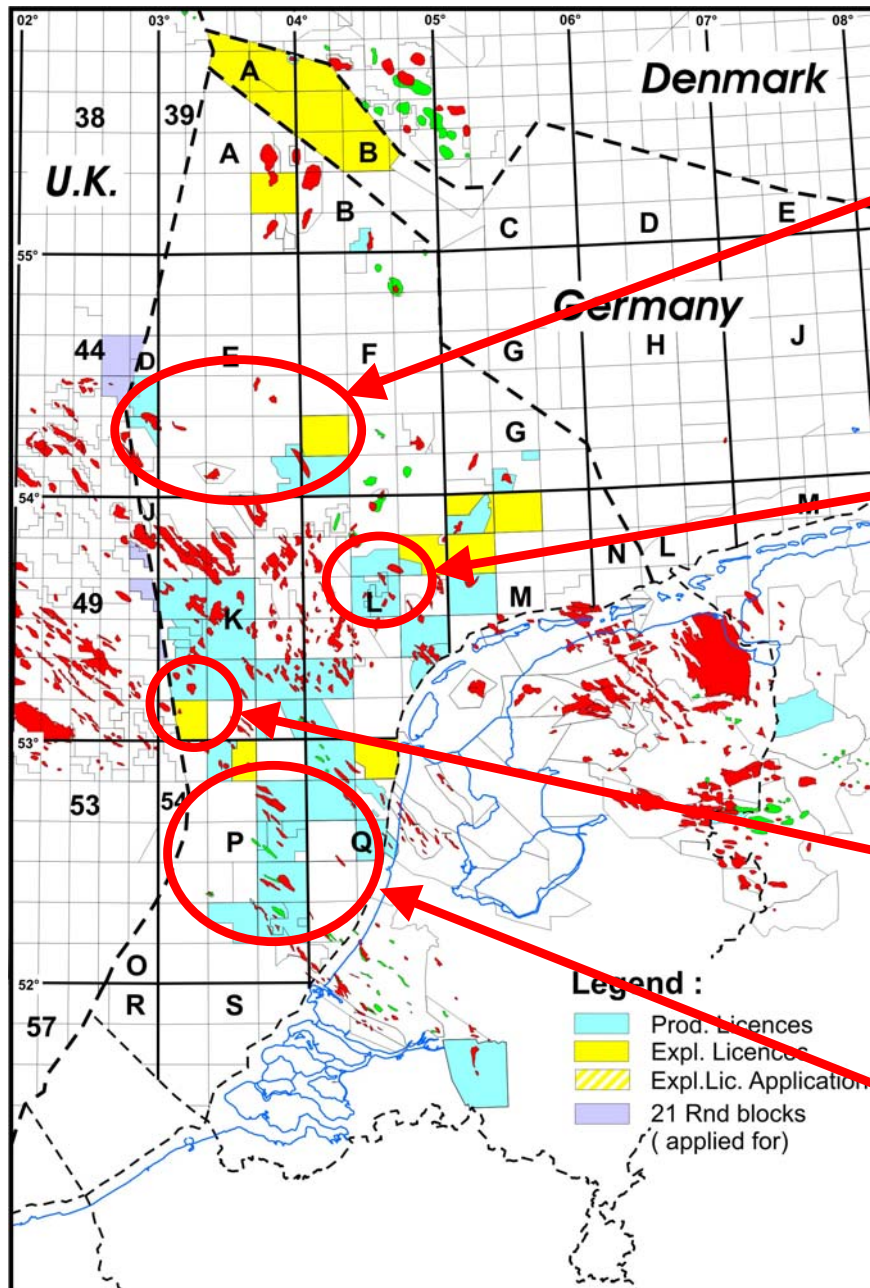 02° 03° 04° 05° 06° 07° 08°
A
Denmark
38 39
A B
U.K.
B
C D E
55°
Germany
44 D E F G H J
G
54°
J M
N L
49 K L M
53°
53 54
P Q
O
52°
R S
57
Legend :
Prod. Licences
Expl. Licences
Expl.Lic. Application
21 Rnd blocks
( applied for)